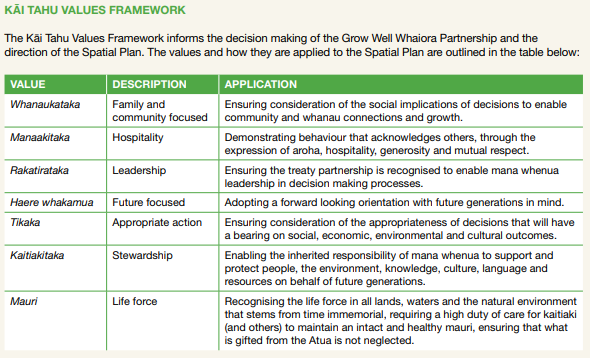 KĀI TAHU VALUES FRAMEWORK
The Kāi Tahu Values Framework informs the decision making of the Grow Well Whaiora Partnership and the
direction of the Spatial Plan. The values and how they are applied to the Spatial Plan are outlined in the table below:
VALUE DESCRIPTION APPLICATION
Whanaukataka Family and Ensuring consideration of the social implications of decisions to enable
community focused community and whanau connections and growth.
Manaakitaka Hospitality Demonstrating behaviour that acknowledges others, through the
expression of aroha, hospitality, generosity and mutual respect.
Rakatirataka Leadership Ensuring the treaty partnership is recognised to enable mana whenua
leadership in decision making processes.
Haere whakamua Future focused Adopting a forward looking orientation with future generations in mind.
Tikaka Appropriate action Ensuring consideration of the appropriateness of decisions that will have
a bearing on social, economic, environmental and cultural outcomes.
Kaitiakitaka Stewardship Enabling the inherited responsibility of mana whenua to support and
protect people, the environment, knowledge, culture, language and
resources on behalf of future generations.
Mauri Life force Recognising the life force in all lands, waters and the natural environment
that stems from time immemorial, requiring a high duty of care for kaitiaki
(and others) to maintain an intact and healthy mauri, ensuring that what
is gifted from the Atua is not neglected.